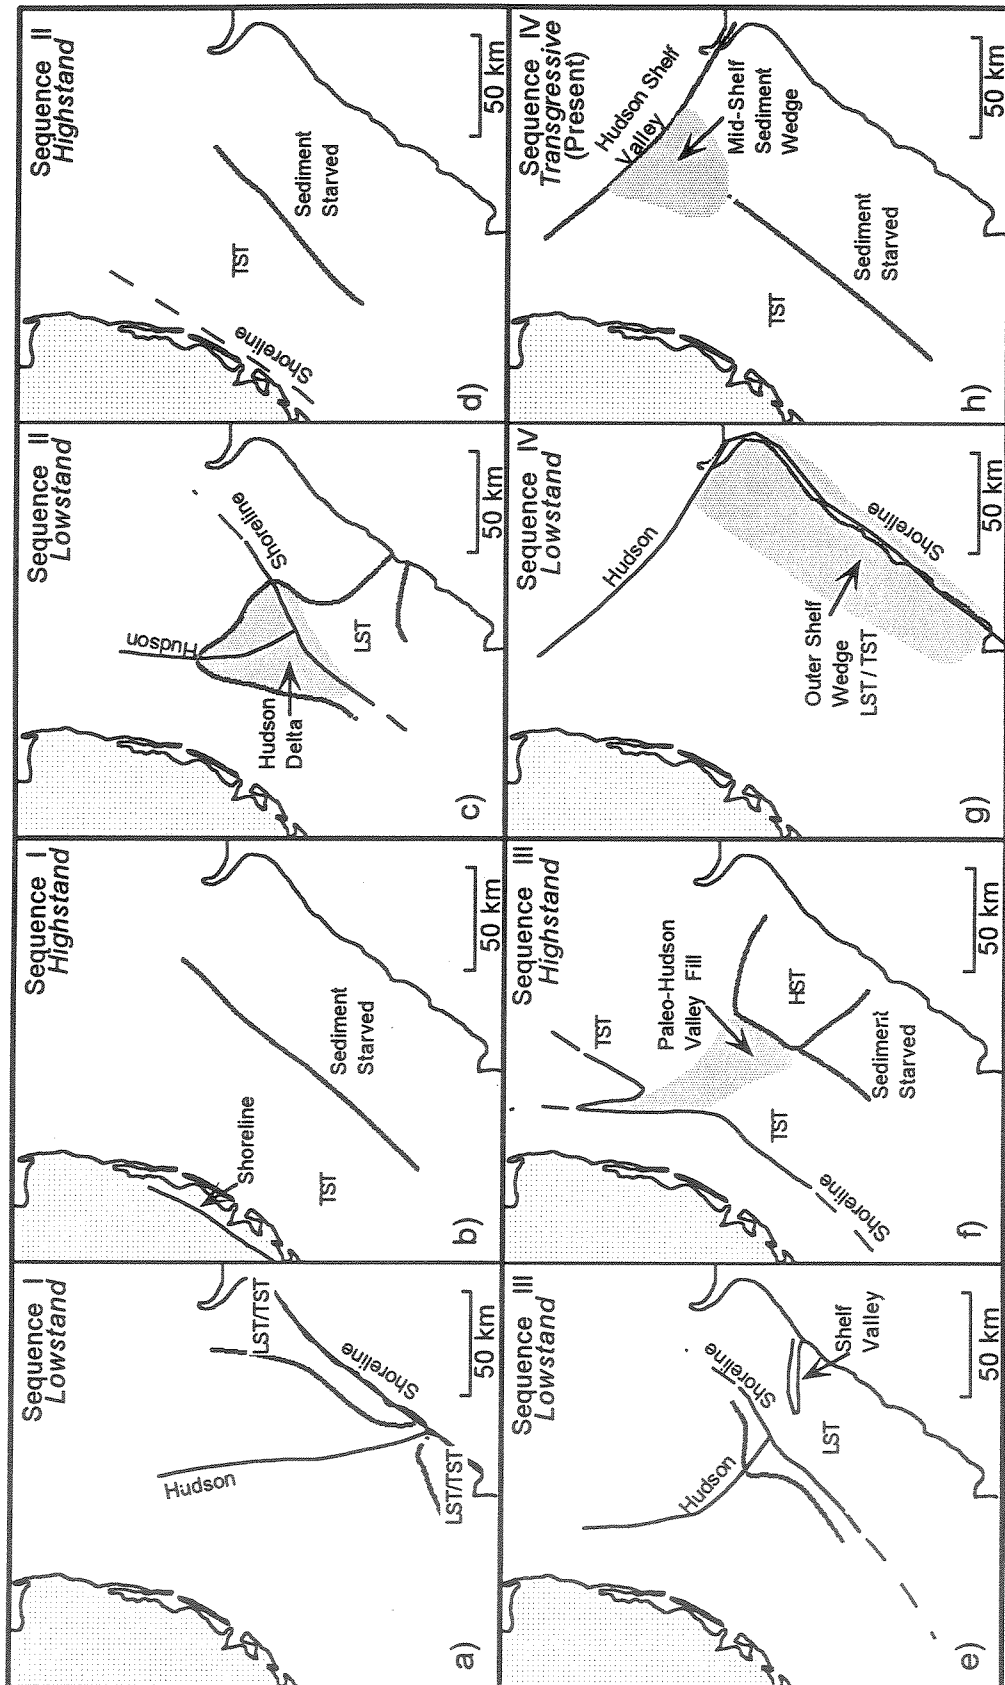 Sequence I
Lowstand
Hudson
LST/TST
Shoreline
LST/TST
50 km
a)
Sequence I
Highstand
Shoreline
TST
Sediment
Starved
50 km
b)
Sequence II
Lowstand
Hudson
Shoreline
Hudson
Delta
LST
50 km
c)
Sequence II
Highstand
TST
Sediment
Starved
Shoreline
50 km
d)
Sequence III
Lowstand
Hudson
Shoreline
LST
Shelf
Valley
50 km
e)
Sequence III
Highstand
TST
Paleo-Hudson
Valley Fill
TST
HST
Sediment
Starved
Shoreline
50 km
f)
Sequence IV
Lowstand
Hudson
Outer Shelf
Wedge
LST / TST
Shoreline
50 km
g)
Sequence IV
Transgressive
(Present)
Hudson Shelf
Valley
Mid-Shelf
Sediment
Wedge
TST
Sediment
Starved
50 km
h)